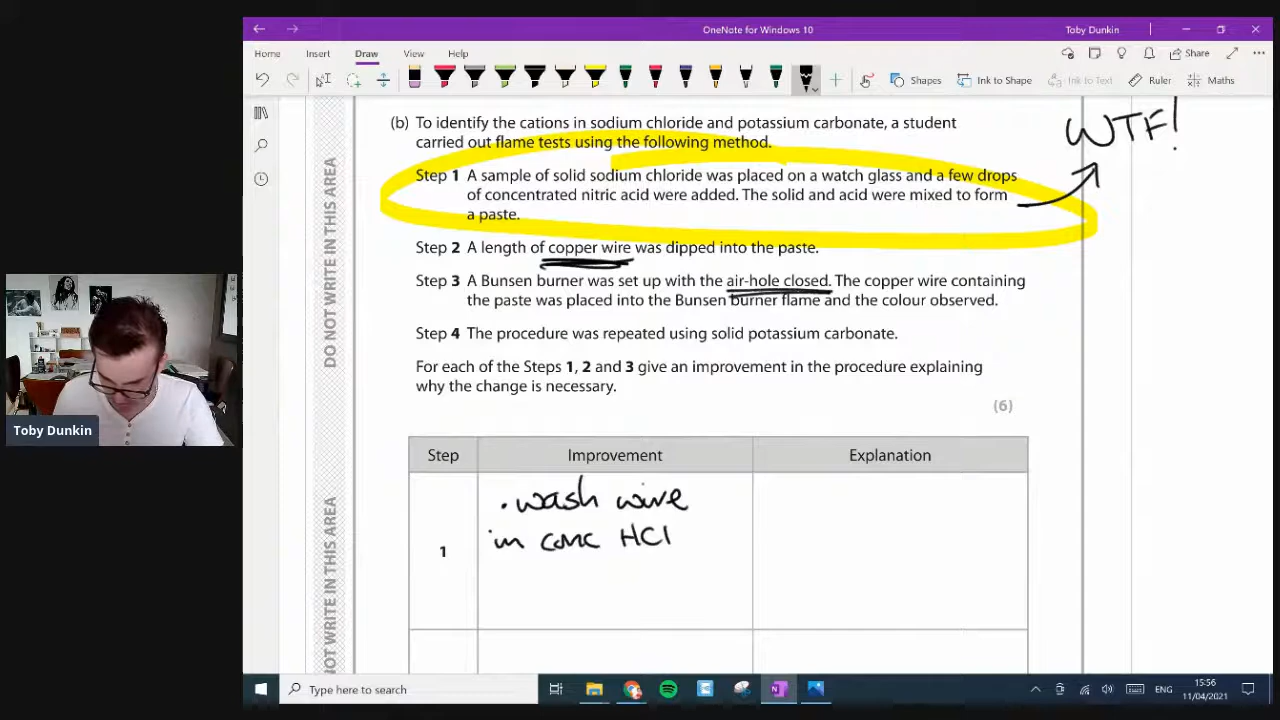 OneNote for Windows 10
Toby Dunkin
Home Insert Draw View Help
Share
Shapes Ink to Shape Ink to Text Ruler Maths
DO NOT WRITE IN THIS AREA
(b) To identify the cations in sodium chloride and potassium carbonate, a student
carried out flame tests using the following method.
WTF!
Step 1 A sample of solid sodium chloride was placed on a watch glass and a few drops
of concentrated nitric acid were added. The solid and acid were mixed to form
a paste.
Step 2 A length of copper wire was dipped into the paste.
Step 3 A Bunsen burner was set up with the air-hole closed. The copper wire containing
the paste was placed into the Bunsen burner flame and the colour observed.
Step 4 The procedure was repeated using solid potassium carbonate.
For each of the Steps 1, 2 and 3 give an improvement in the procedure explaining
why the change is necessary.
(6)
Toby Dunkin
Step Improvement Explanation
1
• wash wire
in conc HCl
NOT WRITE IN THIS AREA
Type here to search
ENG
15:56
11/04/2021